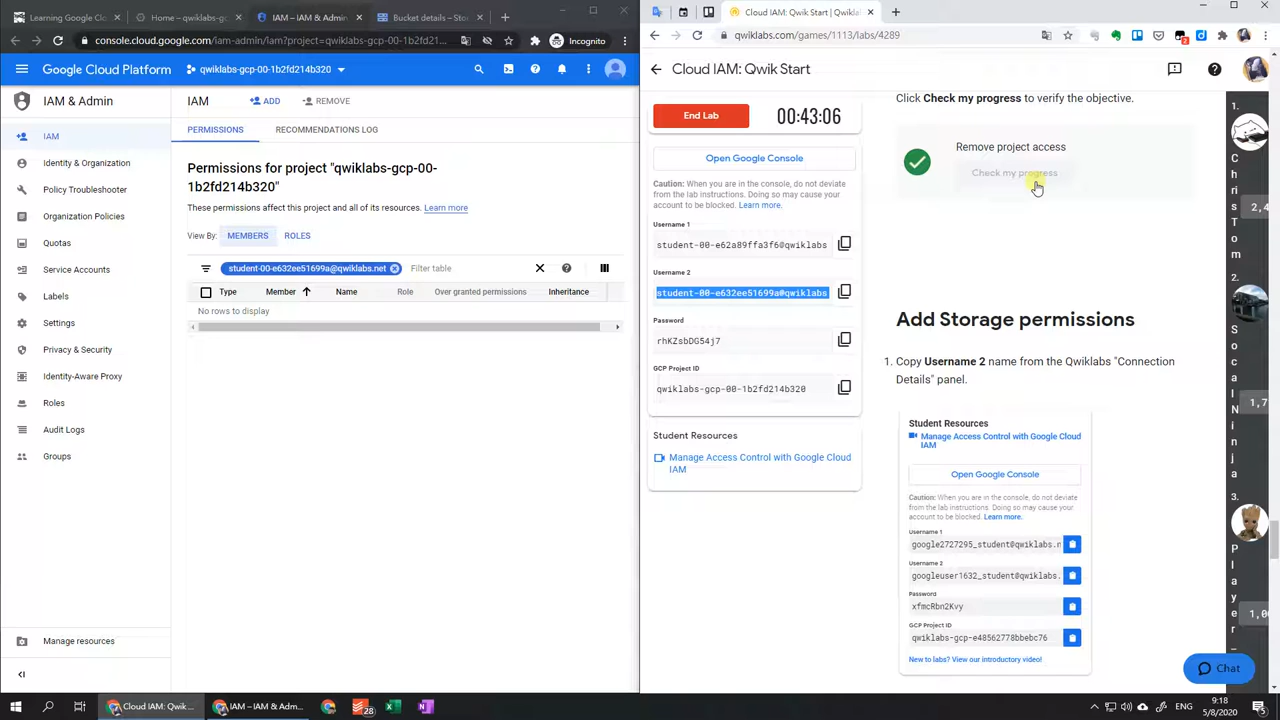 Learning Google Clou
Home – qwiklabs-gc
IAM – IAM & Admin
Bucket details – Stor
console.cloud.google.com/iam-admin/iam?project=qwiklabs-gcp-00-1b2fd21...
Incognito
Google Cloud Platform
qwiklabs-gcp-00-1b2fd214b320
IAM & Admin
IAM
Identity & Organization
Policy Troubleshooter
Organization Policies
Quotas
Service Accounts
Labels
Settings
Privacy & Security
Identity-Aware Proxy
Roles
Audit Logs
Groups
Manage resources
IAM
ADD
REMOVE
PERMISSIONS
RECOMMENDATIONS LOG
Permissions for project "qwiklabs-gcp-00-
1b2fd214b320"
These permissions affect this project and all of its resources. Learn more
View By: MEMBERS ROLES
student-00-e632ee51699a@qwiklabs.net
Filter table
Type Member Name Role Over granted permissions Inheritance
No rows to display
Cloud IAM: Qwik Start | Qwikla
qwiklabs.com/games/1113/labs/4289
Cloud IAM: Qwik Start
End Lab
00:43:06
Open Google Console
Caution: When you are in the console, do not deviate
from the lab instructions. Doing so may cause your
account to be blocked. Learn more.
Username 1
student-00-e62a89ffa3f6@qwiklabs
Username 2
student-00-e632ee51699a@qwiklabs
Password
rhKZsbDG54j7
GCP Project ID
qwiklabs-gcp-00-1b2fd214b320
Student Resources
Manage Access Control with Google Cloud
IAM
Click Check my progress to verify the objective.
Remove project access
Check my progress
Add Storage permissions
1. Copy Username 2 name from the Qwiklabs "Connection
Details" panel.
Student Resources
Manage Access Control with Google Cloud
IAM
Open Google Console
Caution: When you are in the console, do not deviate
from the lab instructions. Doing so may cause your
account to be blocked. Learn more.
Username 1
google2727295_student@qwiklabs.n
Username 2
googleuser1632_student@qwiklabs.
Password
xfmcRbn2Kvy
GCP Project ID
qwiklabs-gcp-e48562778bbebc76
New to labs? View our introductory video!
Chat
1.
C
h
ri
s
T
o
m
2,4
2.
S
o
c
a
l
N
i
n
j
a
1,7
3.
P
l
a
y
e
r
1,0
Cloud IAM: Qwik ...
IAM – IAM & Adm...
28
ENG
9:18
5/8/2020